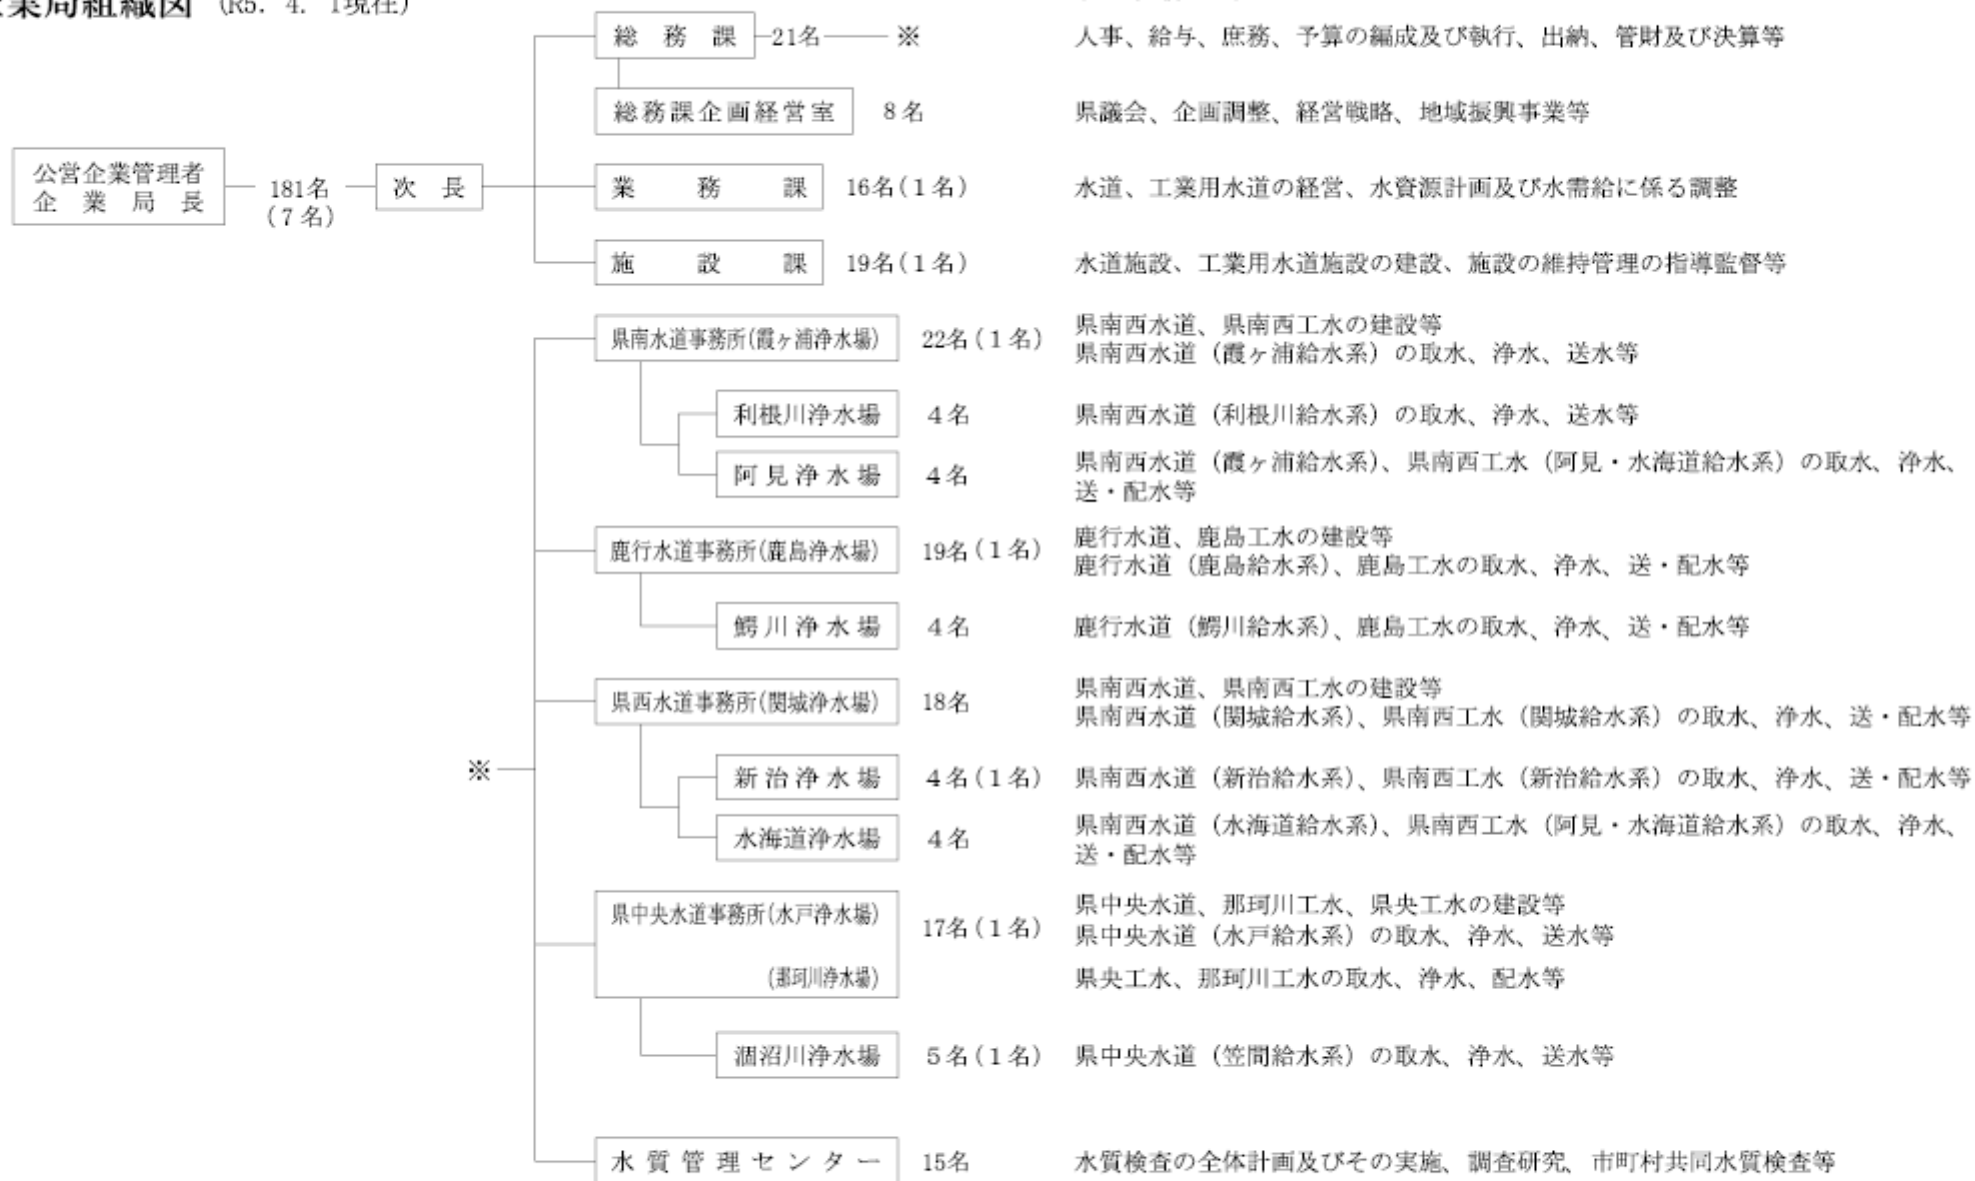 業局組織図 (R5. 4. 1現在)
総務課 21名 ※ 人事、給与、庶務、予算の編成及び執行、出納、管財及び決算等
総務課企画経営室 8名 県議会、企画調整、経営戦略、地域振興事業等
公営企業管理者
企業局長
181名
(7名)
次長
業務課 16名(1名) 水道、工業用水道の経営、水資源計画及び水需給に係る調整
施設課 19名(1名) 水道施設、工業用水道施設の建設、施設の維持管理の指導監督等
県南水道事務所(霞ヶ浦浄水場) 22名(1名) 県南西水道、県南西工水の建設等
県南西水道(霞ヶ浦給水系)の取水、浄水、送水等
利根川浄水場 4名 県南西水道(利根川給水系)の取水、浄水、送水等
阿見浄水場 4名 県南西水道(霞ヶ浦給水系)、県南西工水(阿見・水海道給水系)の取水、浄水、
送・配水等
鹿行水道事務所(鹿島浄水場) 19名(1名) 鹿行水道、鹿島工水の建設等
鹿行水道(鹿島給水系)、鹿島工水の取水、浄水、送・配水等
鰐川浄水場 4名 鹿行水道(鰐川給水系)、鹿島工水の取水、浄水、送・配水等
県西水道事務所(関城浄水場) 18名 県南西水道、県南西工水の建設等
県南西水道(関城給水系)、県南西工水(関城給水系)の取水、浄水、送・配水等
※
新治浄水場 4名(1名) 県南西水道(新治給水系)、県南西工水(新治給水系)の取水、浄水、送・配水等
水海道浄水場 4名 県南西水道(水海道給水系)、県南西工水(阿見・水海道給水系)の取水、浄水、
送・配水等
県中央水道事務所(水戸浄水場) 17名(1名) 県中央水道、那珂川工水、県央工水の建設等
県中央水道(水戸給水系)の取水、浄水、送水等
(那珂川浄水場) 県央工水、那珂川工水の取水、浄水、配水等
涸沼川浄水場 5名(1名) 県中央水道(笠間給水系)の取水、浄水、送水等
水質管理センター 15名 水質検査の全体計画及びその実施、調査研究、市町村共同水質検査等